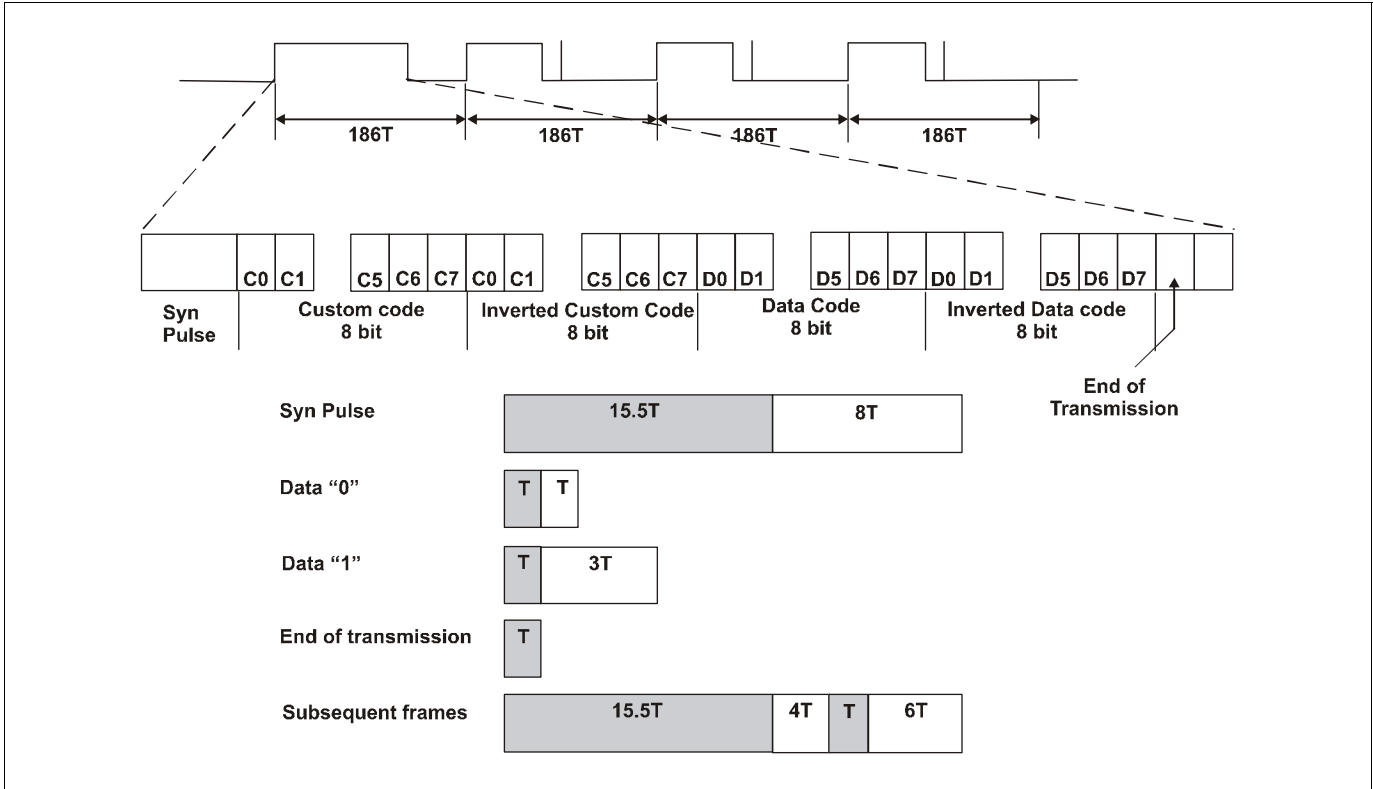 186T 186T 186T 186T
C0 C1 C5 C6 C7 C0 C1 C5 C6 C7 D0 D1 D5 D6 D7 D0 D1 D5 D6 D7
Syn
Pulse
Custom code
8 bit
Inverted Custom Code
8 bit
Data Code
8 bit
Inverted Data code
8 bit
End of
Transmission
Syn Pulse 15.5T 8T
Data “0” T T
Data “1” T 3T
End of transmission T
Subsequent frames 15.5T 4T T 6T